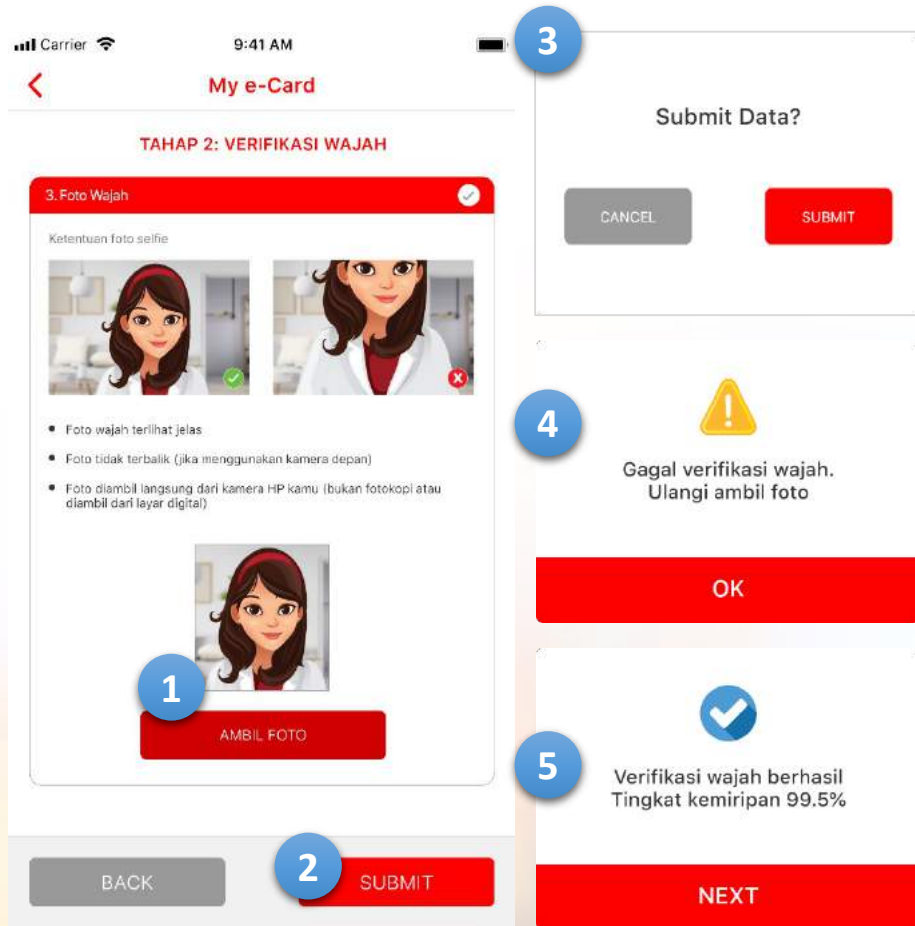 Carrier
9:41 AM
My e-Card
TAHAP 2: VERIFIKASI WAJAH
3. Foto Wajah
Ketentuan foto selfie
• Foto wajah terlihat jelas
• Foto tidak terbalik (jika menggunakan kamera depan)
• Foto diambil langsung dari kamera HP kamu (bukan fotokopi atau
diambil dari layar digital)
1
AMBIL FOTO
BACK
2
SUBMIT
3
Submit Data?
CANCEL
SUBMIT
4
Gagal verifikasi wajah.
Ulangi ambil foto
OK
5
Verifikasi wajah berhasil
Tingkat kemiripan 99.5%
NEXT